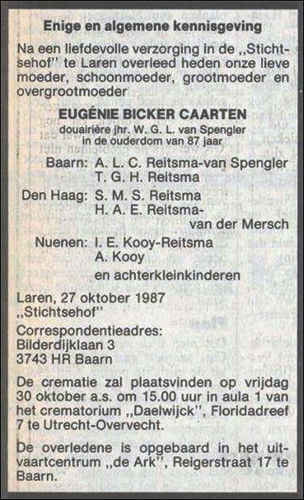 Enige en algemene kennisgeving
Na een liefdevolle verzorging in de „Sticht-
sehof” te Laren overleed heden onze lieve
moeder, schoonmoeder, grootmoeder en
overgrootmoeder
EUGÉNIE BICKER CAARTEN
douairière jhr. W. G. L. van Spengler
in de ouderdom van 87 jaar
Baarn: A. L. C. Reitsma-van Spengler
T. G. H. Reitsma
Den Haag: S. M. S. Reitsma
H. A. E. Reitsma-
van der Mersch
Nuenen: I. E. Kooy-Reitsma
A. Kooy
en achterkleinkinderen
Laren, 27 oktober 1987
„Stichtsehof”
Correspondentieadres:
Bilderdijklaan 3
3743 HR Baarn
De crematie zal plaatsvinden op vrijdag
30 oktober a.s. om 15.00 uur in aula 1 van
het crematorium „Daelwijck”, Floridadreef
7 te Utrecht-Overvecht.
De overledene is opgebaard in het uit-
vaartcentrum „de Ark”, Reigerstraat 17 te
Baarn.